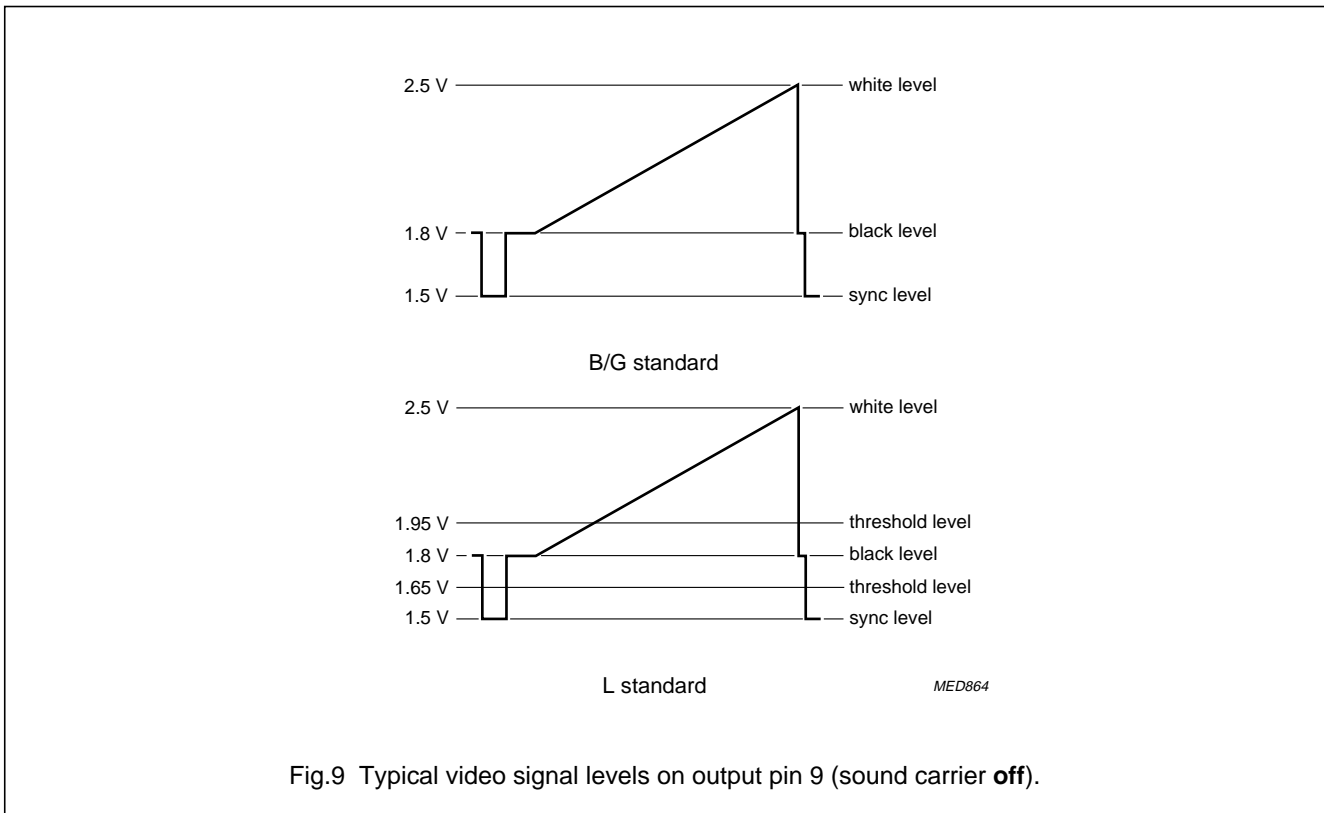 2.5 V white level
1.8 V black level
1.5 V sync level
B/G standard
2.5 V white level
1.95 V threshold level
1.8 V black level
1.65 V threshold level
1.5 V sync level
L standard
MED864
Fig.9 Typical video signal levels on output pin 9 (sound carrier off).